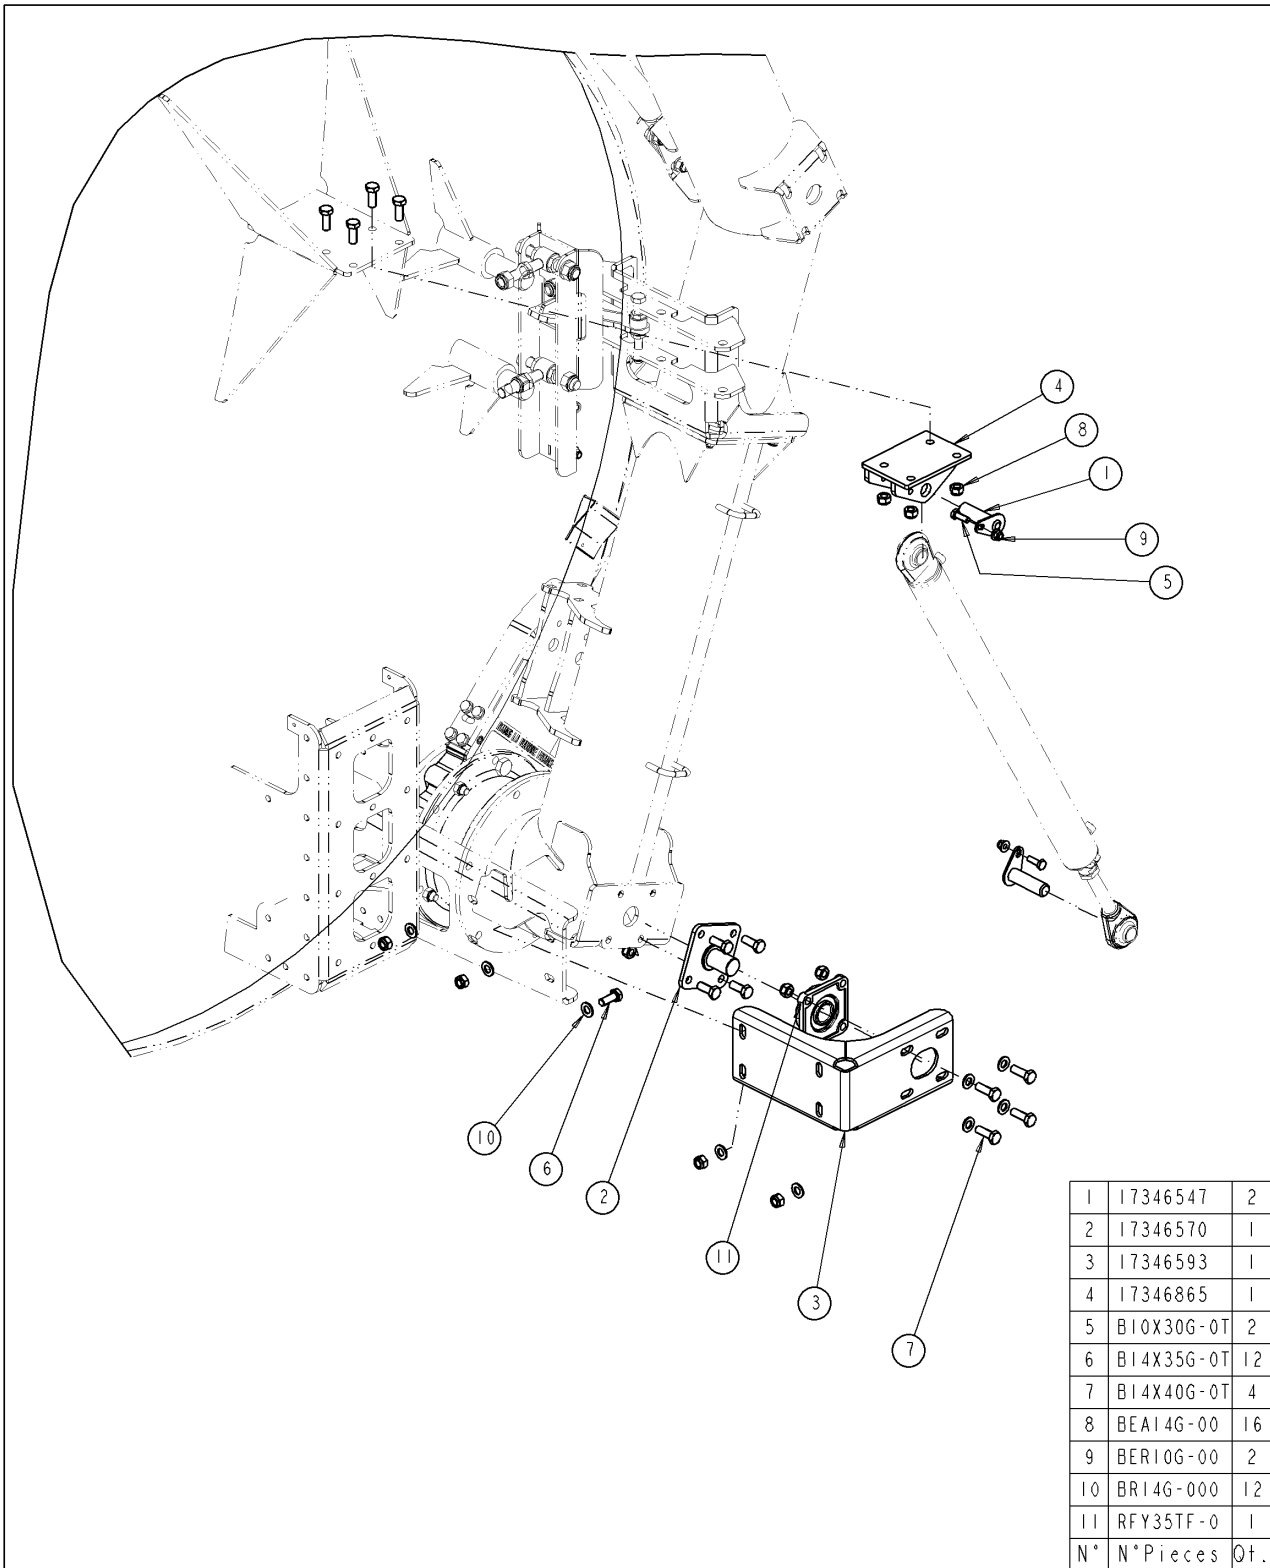 4
8
1
9
5
10
6
2
11
3
7
1 17346547 2
2 17346570 1
3 17346593 1
4 17346865 1
5 B10X30G-0T 2
6 B14X35G-0T 12
7 B14X40G-0T 4
8 BEA14G-00 16
9 BER10G-00 2
10 BR14G-000 12
11 RFY35TF-0 1
N° N°Pieces Qt.